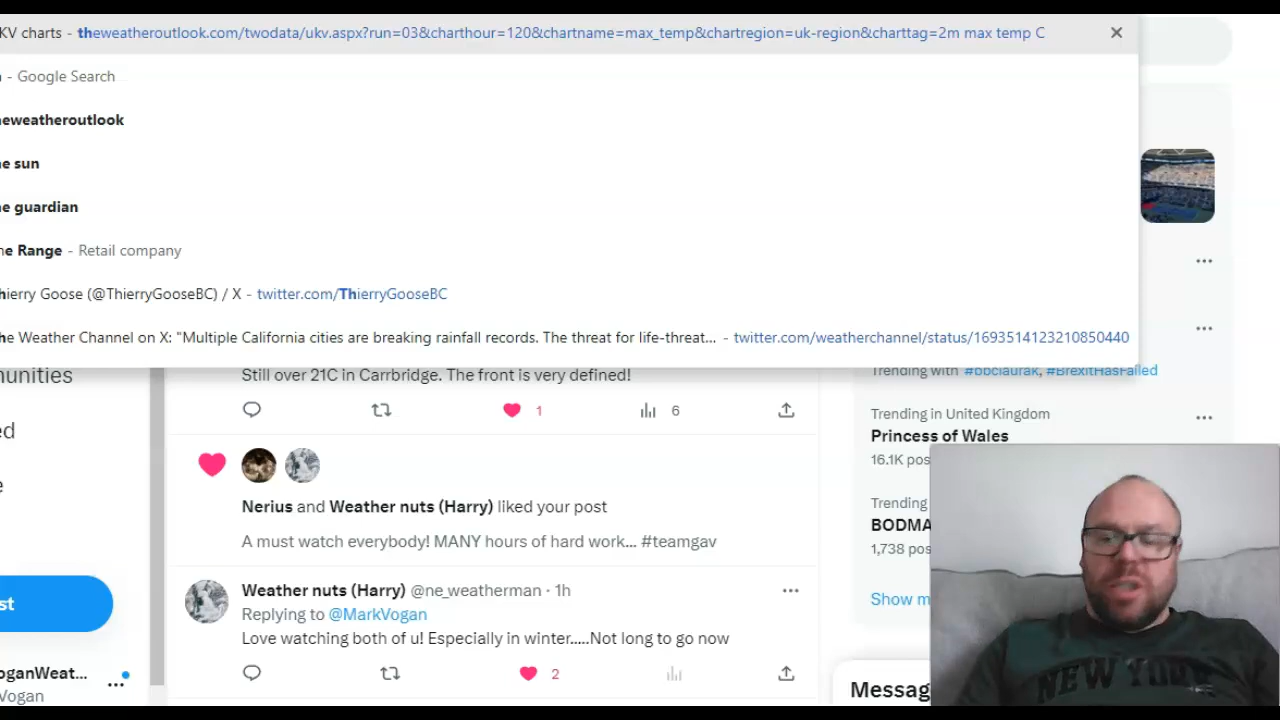 KV charts - theweatheroutlook.com/twodata/ukv.aspx?run=03&charthour=120&chartname=max_temp&chartregion=uk-region&charttag=2m max temp C
- Google Search
eweatheroutlook
e sun
e guardian
e Range - Retail company
hierry Goose (@ThierryGooseBC) / X - twitter.com/ThierryGooseBC
he Weather Channel on X: "Multiple California cities are breaking rainfall records. The threat for life-threat... - twitter.com/weatherchannel/status/1693514123210850440
Trending with #bbclaurak, #BrexitHasFailed
munities
Still over 21C in Carrbridge. The front is very defined!
1
6
Trending in United Kingdom
Princess of Wales
16.1K pos
ed
e
Nerius and Weather nuts (Harry) liked your post
A must watch everybody! MANY hours of hard work... #teamgav
Trending
BODMA
1,738 pos
Show m
st
Weather nuts (Harry) @ne_weatherman · 1h
Replying to @MarkVogan
Love watching both of u! Especially in winter.....Not long to go now
2
oganWeat...
Vogan
Messag
NEW YORK